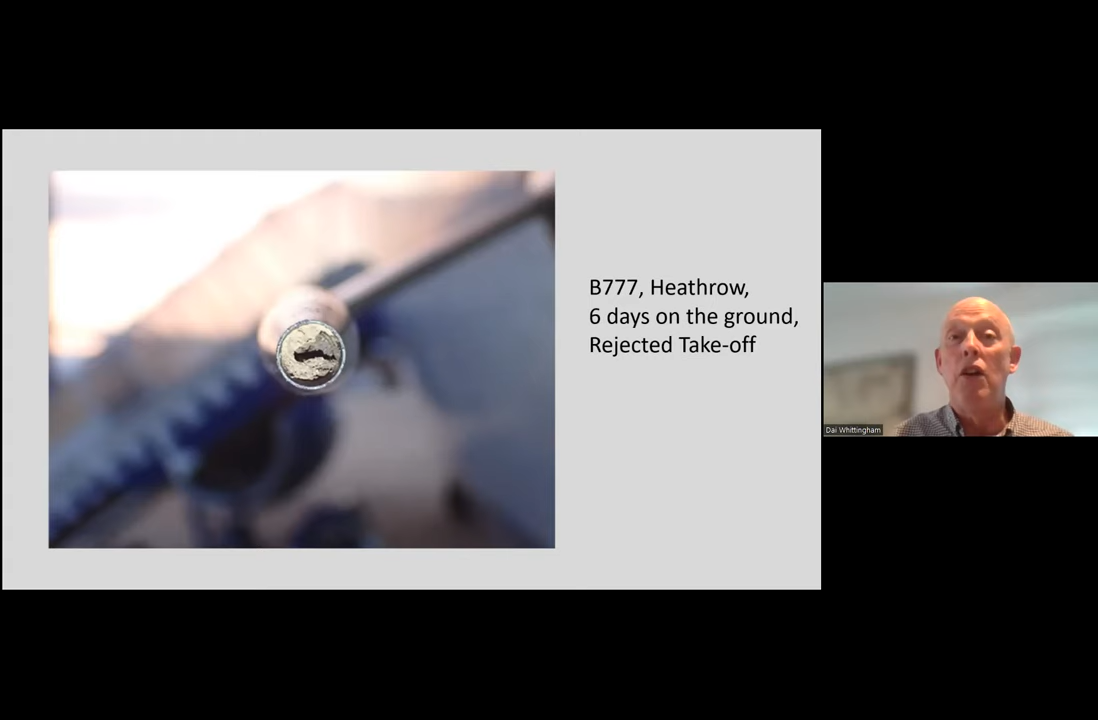 B777, Heathrow,
6 days on the ground,
Rejected Take-off
Dai Whittingham